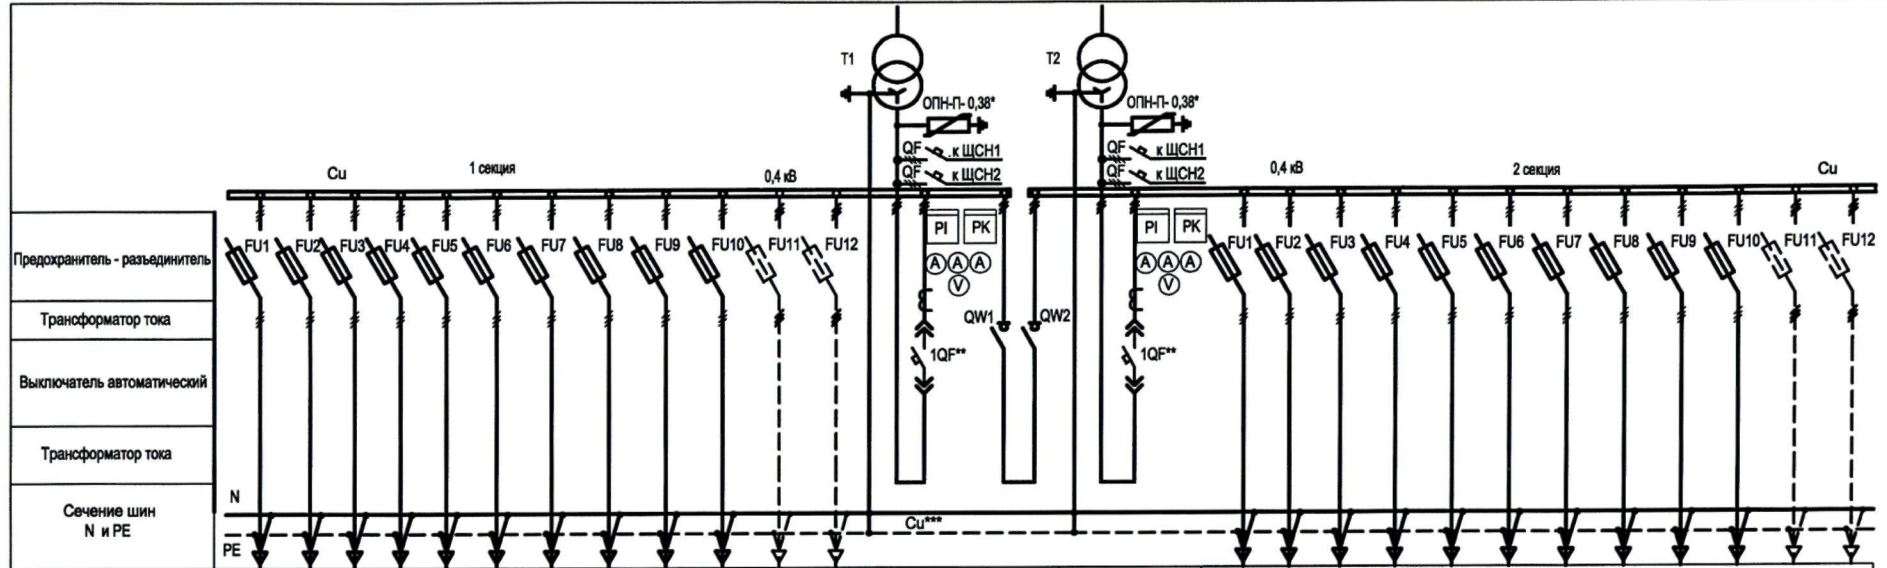 T1
T2
ОПН-П- 0,38*
ОПН-П- 0,38*
QF
к ЩСН1
QF
к ЩСН1
QF
к ЩСН2
QF
к ЩСН2
Cu
1 секция
0,4 кВ
0,4 кВ
2 секция
Cu
Предохранитель - разъединитель
FU1
FU2
FU3
FU4
FU5
FU6
FU7
FU8
FU9
FU10
FU11
FU12
PI
PK
PI
PK
FU1
FU2
FU3
FU4
FU5
FU6
FU7
FU8
FU9
FU10
FU11
FU12
A A A
V
A A A
V
Трансформатор тока
QW1
QW2
1QF**
1QF**
Выключатель автоматический
Трансформатор тока
Сечение шин
N и PE
N
Cu***
PE